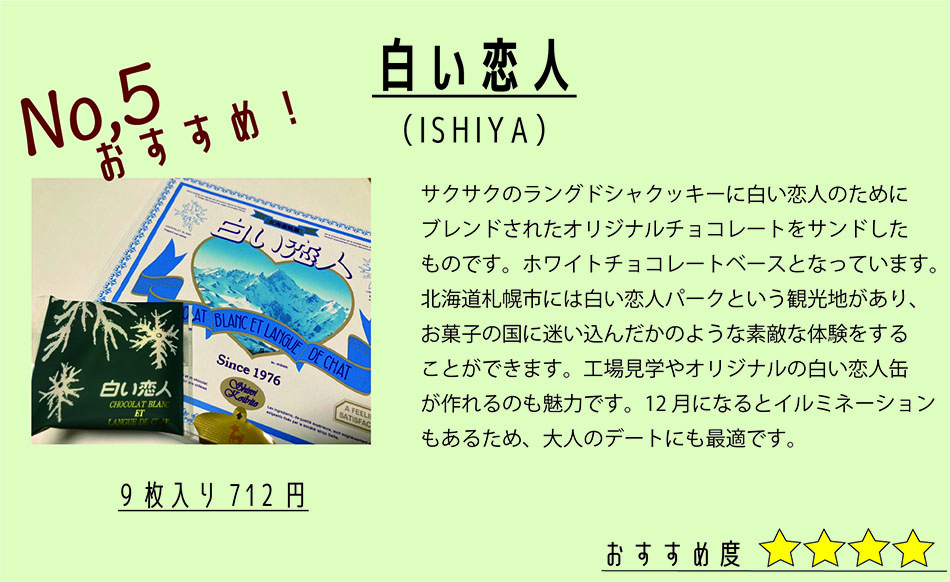 白い恋人
(ISHIYA)
No,5
おすすめ！
サクサクのラングドシャクッキーに白い恋人のために
ブレンドされたオリジナルチョコレートをサンドした
ものです。ホワイトチョコレートベースとなっています。
北海道札幌市には白い恋人パークという観光地があり、
お菓子の国に迷い込んだかのような素敵な体験をする
ことができます。工場見学やオリジナルの白い恋人缶
が作れるのも魅力です。12月になるとイルミネーション
もあるため、大人のデートにも最適です。
白い恋人
BLANC ET LANGUE DE CHAT
Since 1976
Shiroi
Koibito
A FEELI
SATISFAC
白い恋人
CHOCOLAT BLANC
ET
LANGUE DE
9枚入り712円
おすすめ度